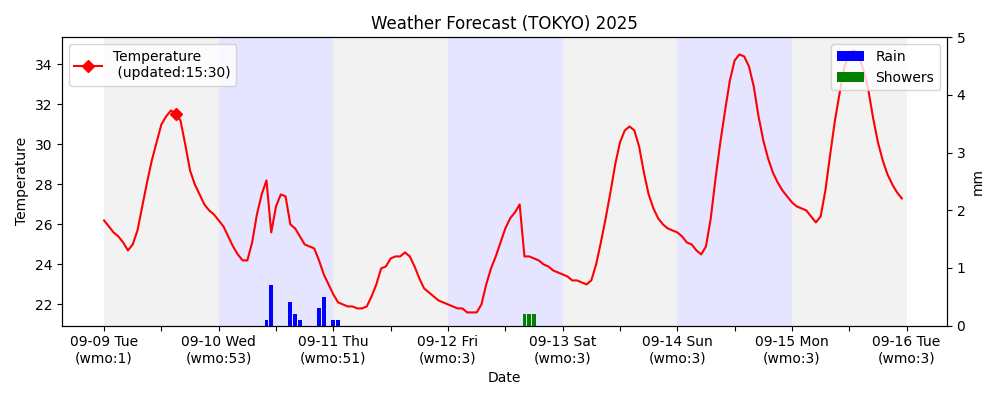 Weather Forecast (TOKYO) 2025
Temperature
(updated:15:30)
Rain
Showers
Temperature
34
32
30
28
26
24
22
5
4
3
2
1
0
mm
09-09 Tue
(wmo:1)
09-10 Wed
(wmo:53)
09-11 Thu
(wmo:51)
09-12 Fri
(wmo:3)
09-13 Sat
(wmo:3)
09-14 Sun
(wmo:3)
09-15 Mon
(wmo:3)
09-16 Tue
(wmo:3)
Date